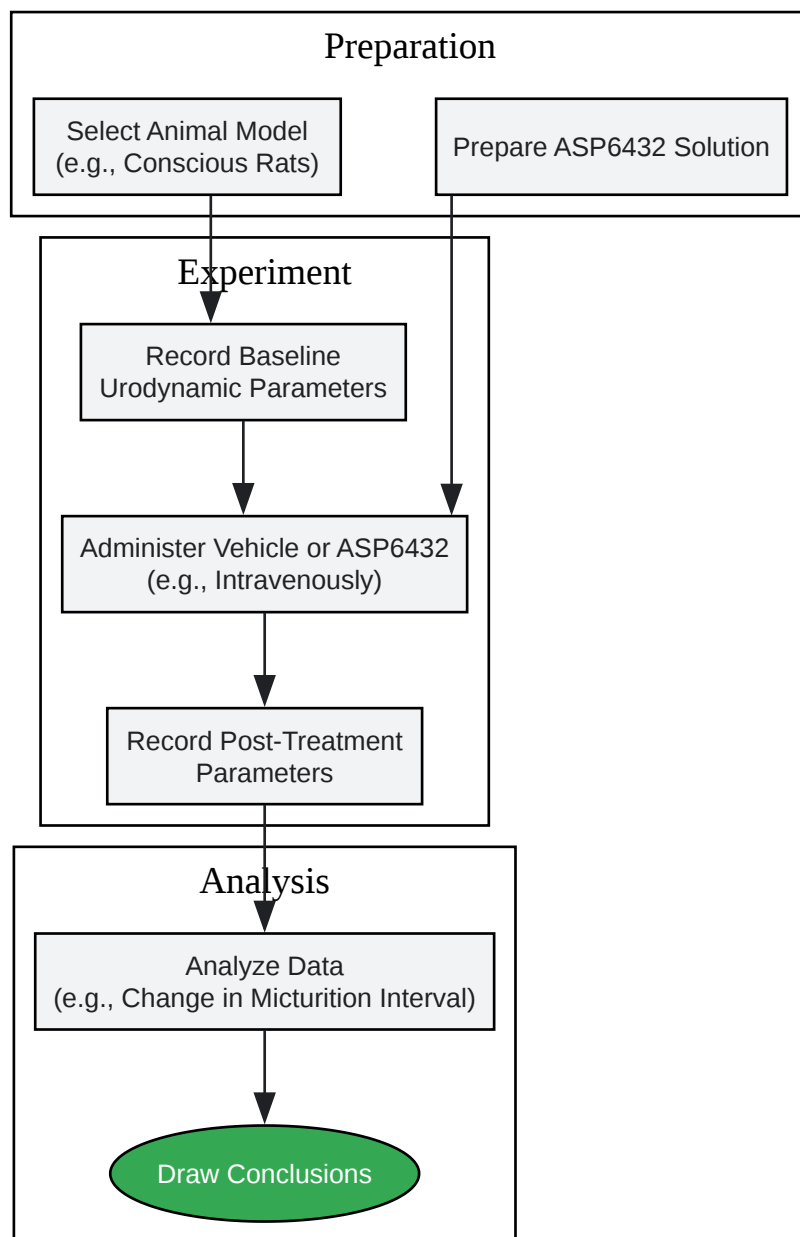 Preparation
Select Animal Model
(e.g., Conscious Rats)
Prepare ASP6432 Solution
Experiment
Record Baseline
Urodynamic Parameters
Administer Vehicle or ASP6432
(e.g., Intravenously)
Record Post-Treatment
Parameters
Analysis
Analyze Data
(e.g., Change in Micturition Interval)
Draw Conclusions